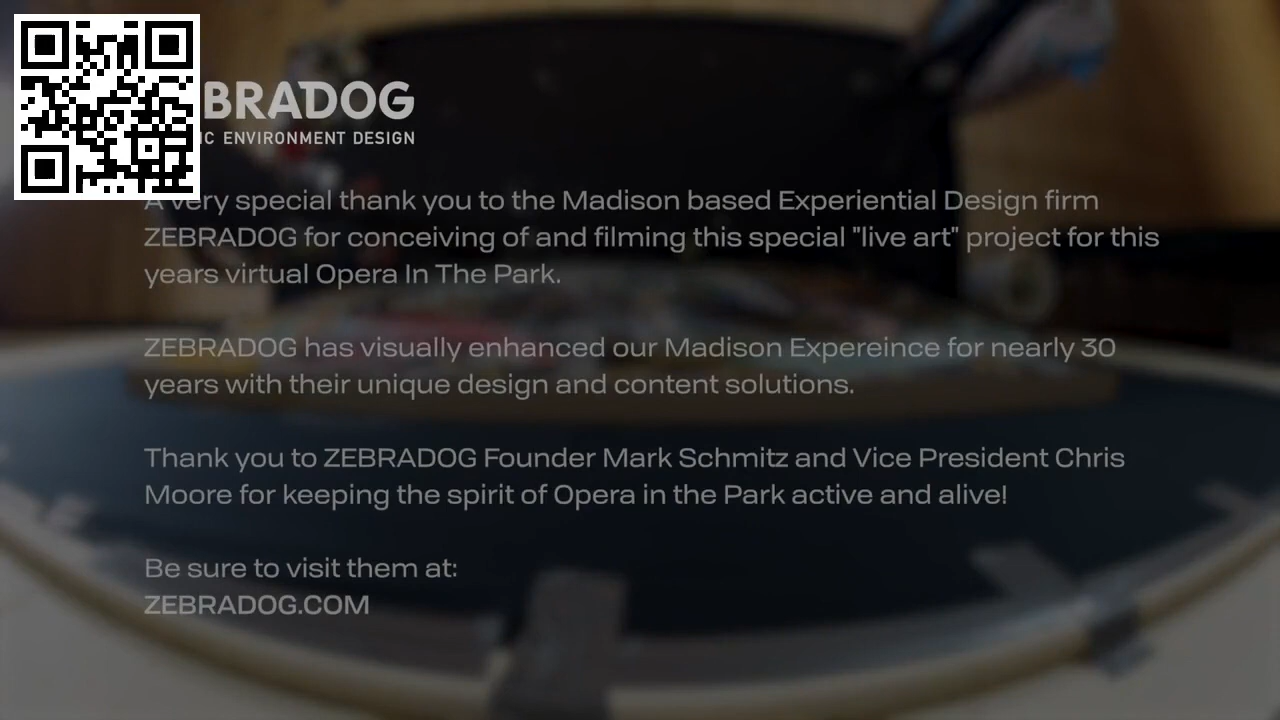 BRADOG
IC ENVIRONMENT DESIGN
A very special thank you to the Madison based Experiential Design firm
ZEBRADOG for conceiving of and filming this special "live art" project for this
years virtual Opera In The Park.
ZEBRADOG has visually enhanced our Madison Expereince for nearly 30
years with their unique design and content solutions.
Thank you to ZEBRADOG Founder Mark Schmitz and Vice President Chris
Moore for keeping the spirit of Opera in the Park active and alive!
Be sure to visit them at:
ZEBRADOG.COM